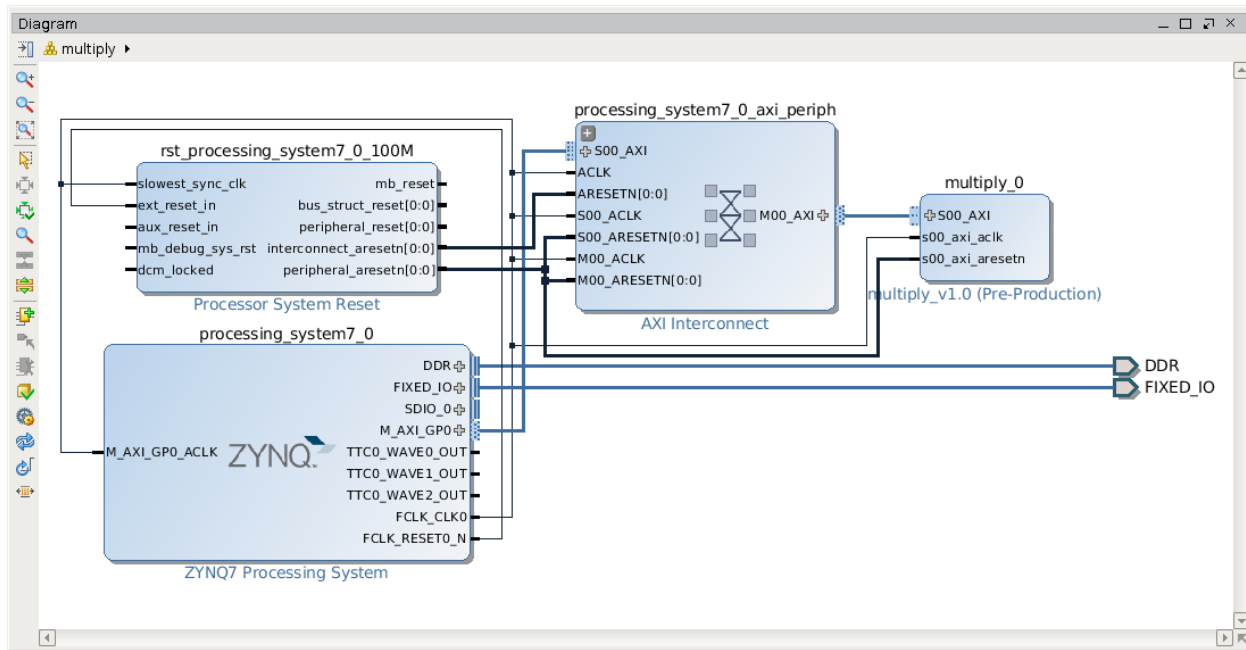 Diagram
multiply
rst_processing_system7_0_100M
slowest_sync_clk
ext_reset_in
aux_reset_in
mb_debug_sys_rst
dcm_locked
mb_reset
bus_struct_reset[0:0]
peripheral_reset[0:0]
interconnect_aresetn[0:0]
peripheral_aresetn[0:0]
Processor System Reset
processing_system7_0_axi_periph
S00_AXI
ACLK
ARESETN[0:0]
S00_ACLK
S00_ARESETN[0:0]
M00_ACLK
M00_ARESETN[0:0]
M00_AXI
AXI Interconnect
multiply_0
S00_AXI
s00_axi_aclk
s00_axi_aresetn
multiply_v1.0 (Pre-Production)
processing_system7_0
M_AXI_GP0_ACLK
ZYNQ
DDR
FIXED_IO
SDIO_0
M_AXI_GP0
TTC0_WAVE0_OUT
TTC0_WAVE1_OUT
TTC0_WAVE2_OUT
FCLK_CLK0
FCLK_RESET0_N
ZYNQ7 Processing System
DDR
FIXED_IO